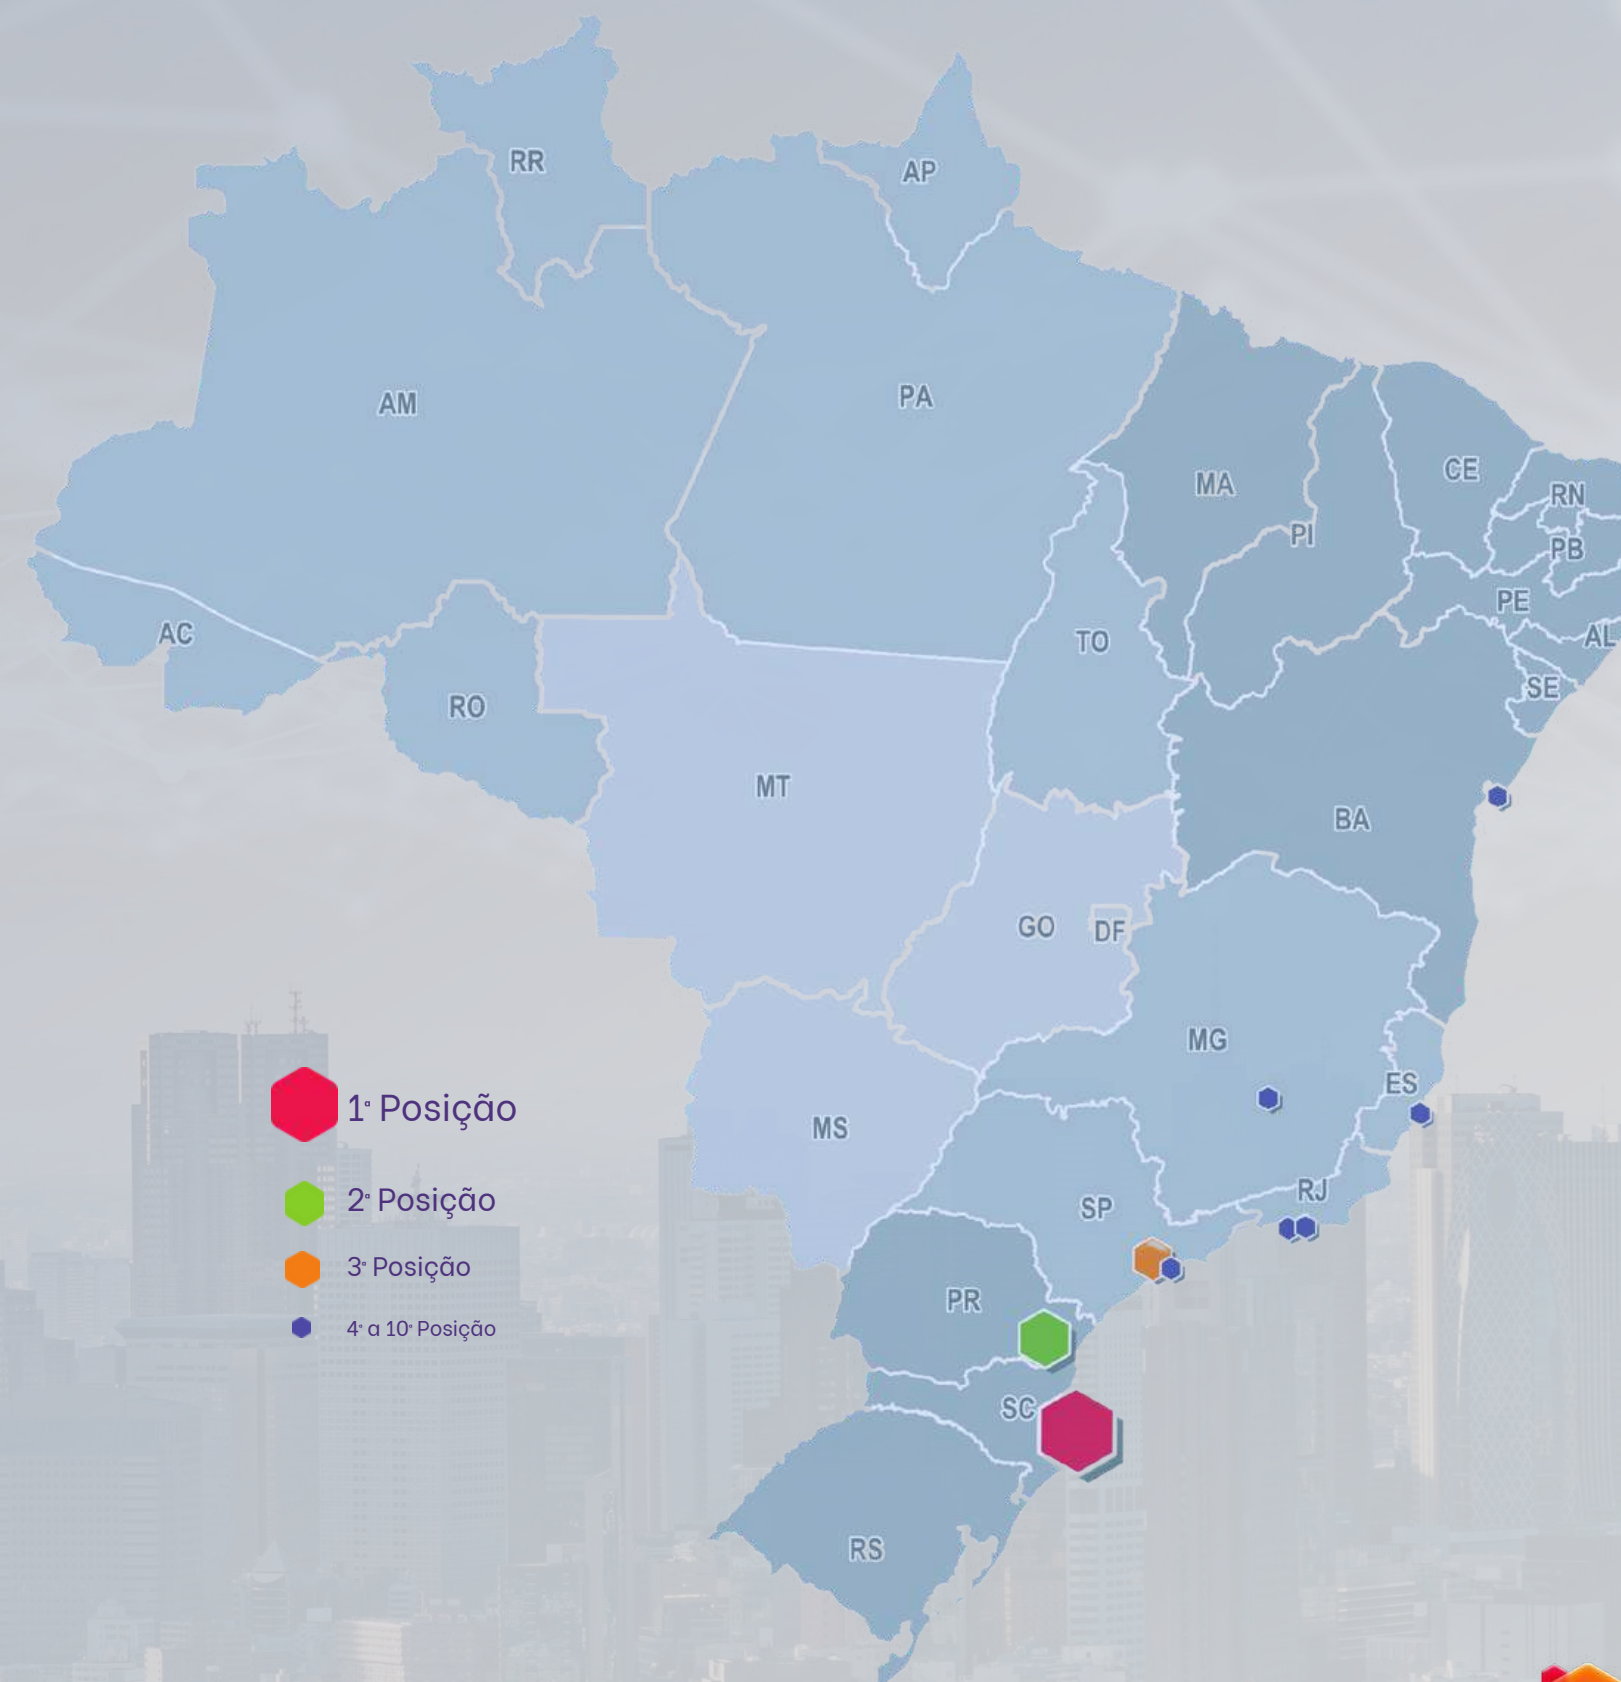 RR
AP
AM
PA
MA
CE
RN
PI
PB
PE
AC
TO
AL
SE
RO
MT
BA
GO
DF
MG
ES
1ª Posição
MS
RJ
2ª Posição
SP
3ª Posição
PR
4ª a 10ª Posição
SC
RS